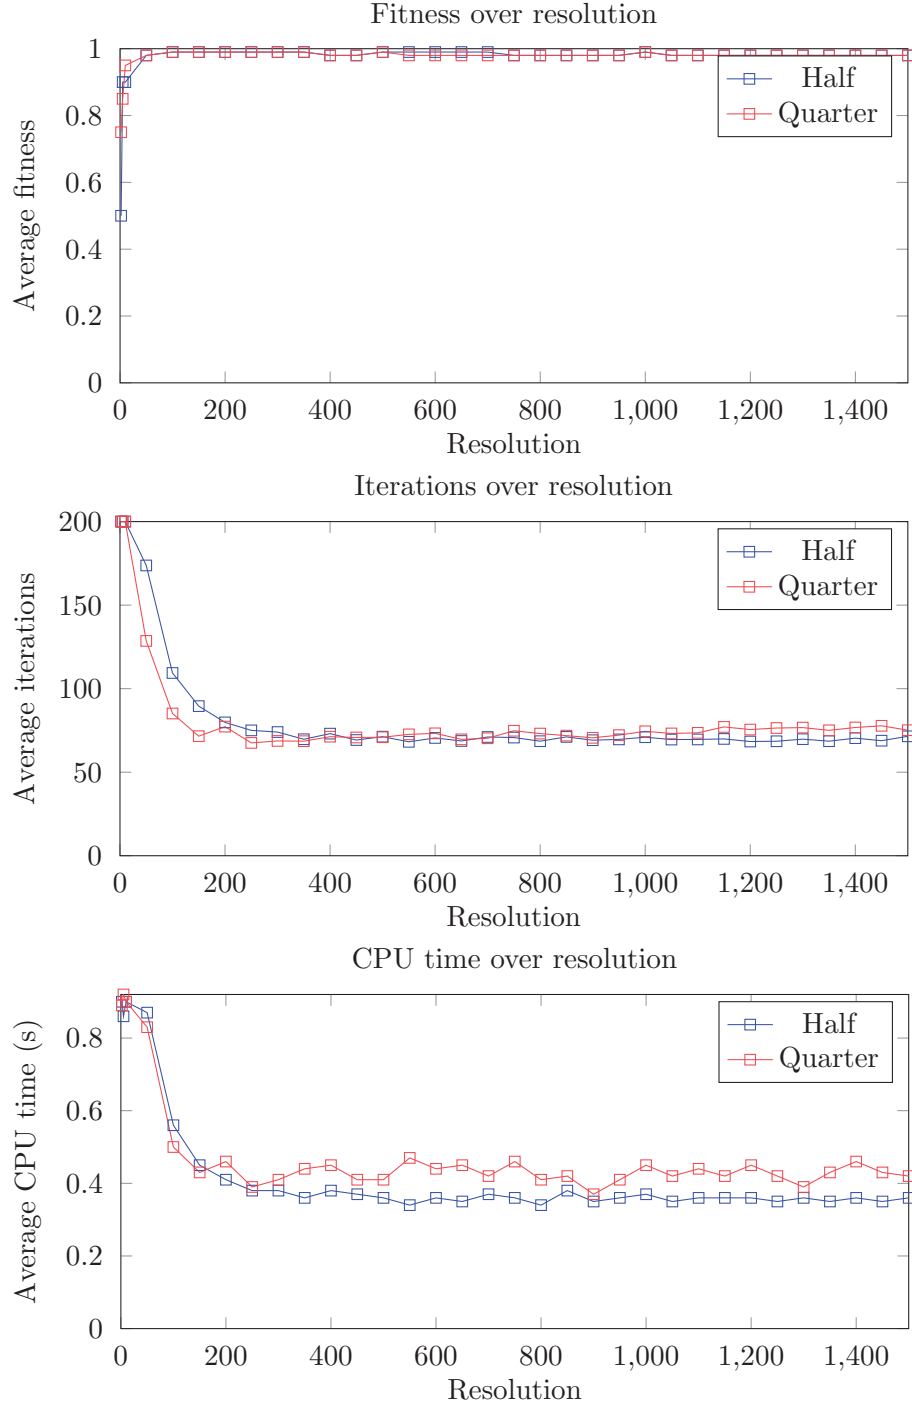 Fitness over resolution
1
0.8
0.6
0.4
0.2
0
Average fitness
Half
Quarter
0 200 400 600 800 1,000 1,200 1,400
Resolution
Iterations over resolution
200
150
100
50
0
Average iterations
Half
Quarter
0 200 400 600 800 1,000 1,200 1,400
Resolution
CPU time over resolution
0.8
0.6
0.4
0.2
0
Average CPU time (s)
Half
Quarter
0 200 400 600 800 1,000 1,200 1,400
Resolution